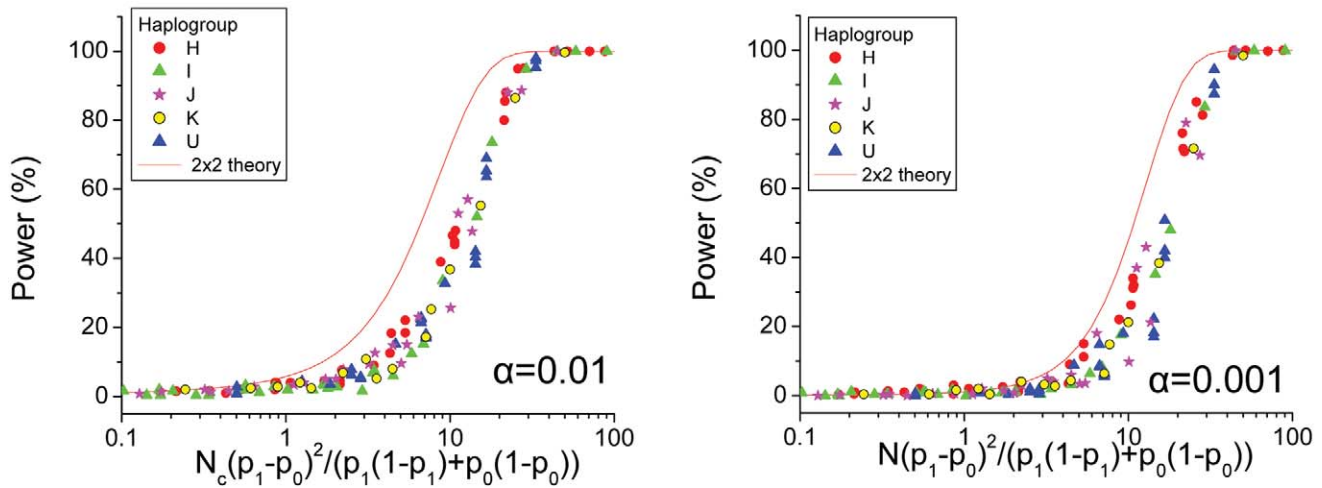 Haplogroup
H
I
J
K
U
2x2 theory
Power (%)
100
80
60
40
20
0
α=0.01
0.1 1 10 100
N_c(p_1-p_0)^2/(p_1(1-p_1)+p_0(1-p_0))
Haplogroup
H
I
J
K
U
2x2 theory
Power (%)
100
80
60
40
20
0
α=0.001
0.1 1 10 100
N(p_1-p_0)^2/(p_1(1-p_1)+p_0(1-p_0))